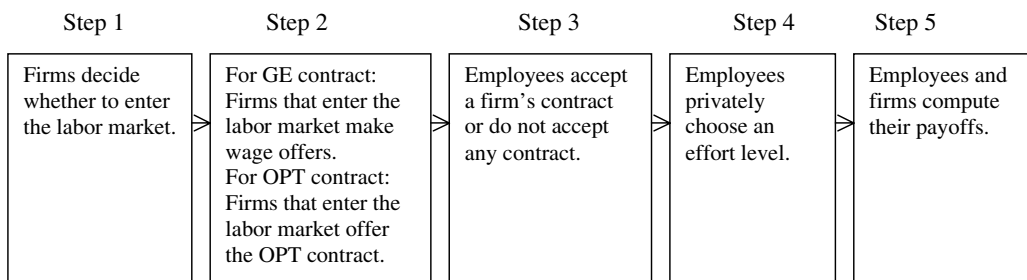 Step 1
Step 2
Step 3
Step 4
Step 5
Firms decide
whether to enter
the labor market.
For GE contract:
Firms that enter the
labor market make
wage offers.
For OPT contract:
Firms that enter the
labor market offer
the OPT contract.
Employees accept
a firm's contract
or do not accept
any contract.
Employees
privately
choose an
effort level.
Employees and
firms compute
their payoffs.